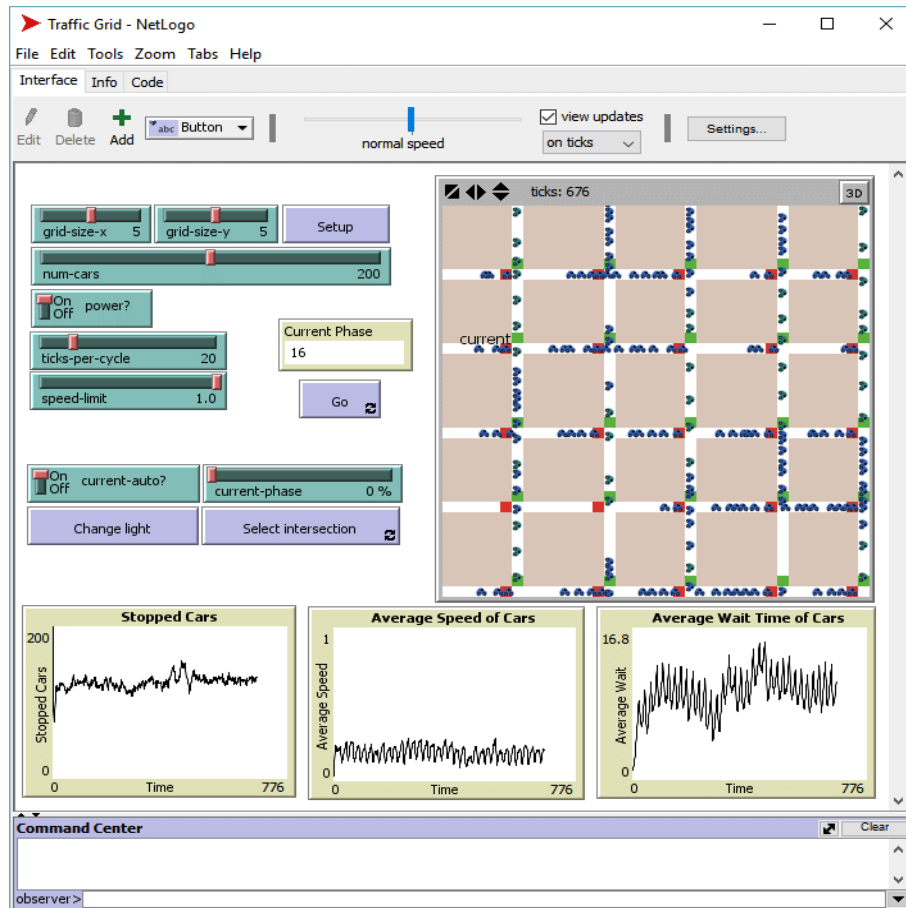 Traffic Grid - NetLogo
File Edit Tools Zoom Tabs Help
Interface Info Code
Edit Delete Add abc Button normal speed view updates on ticks Settings...
ticks: 676 3D
grid-size-x 5 grid-size-y 5 Setup
num-cars 200
On Off power?
Current Phase
16
ticks-per-cycle 20
speed-limit 1.0
Go
current
On Off current-auto? current-phase 0 %
Change light Select intersection
Stopped Cars
200
Stopped Cars
0
0 Time 776
Average Speed of Cars
1
Average Speed
0
0 Time 776
Average Wait Time of Cars
16.8
Average Wait
0
0 Time 776
Command Center Clear
observer>